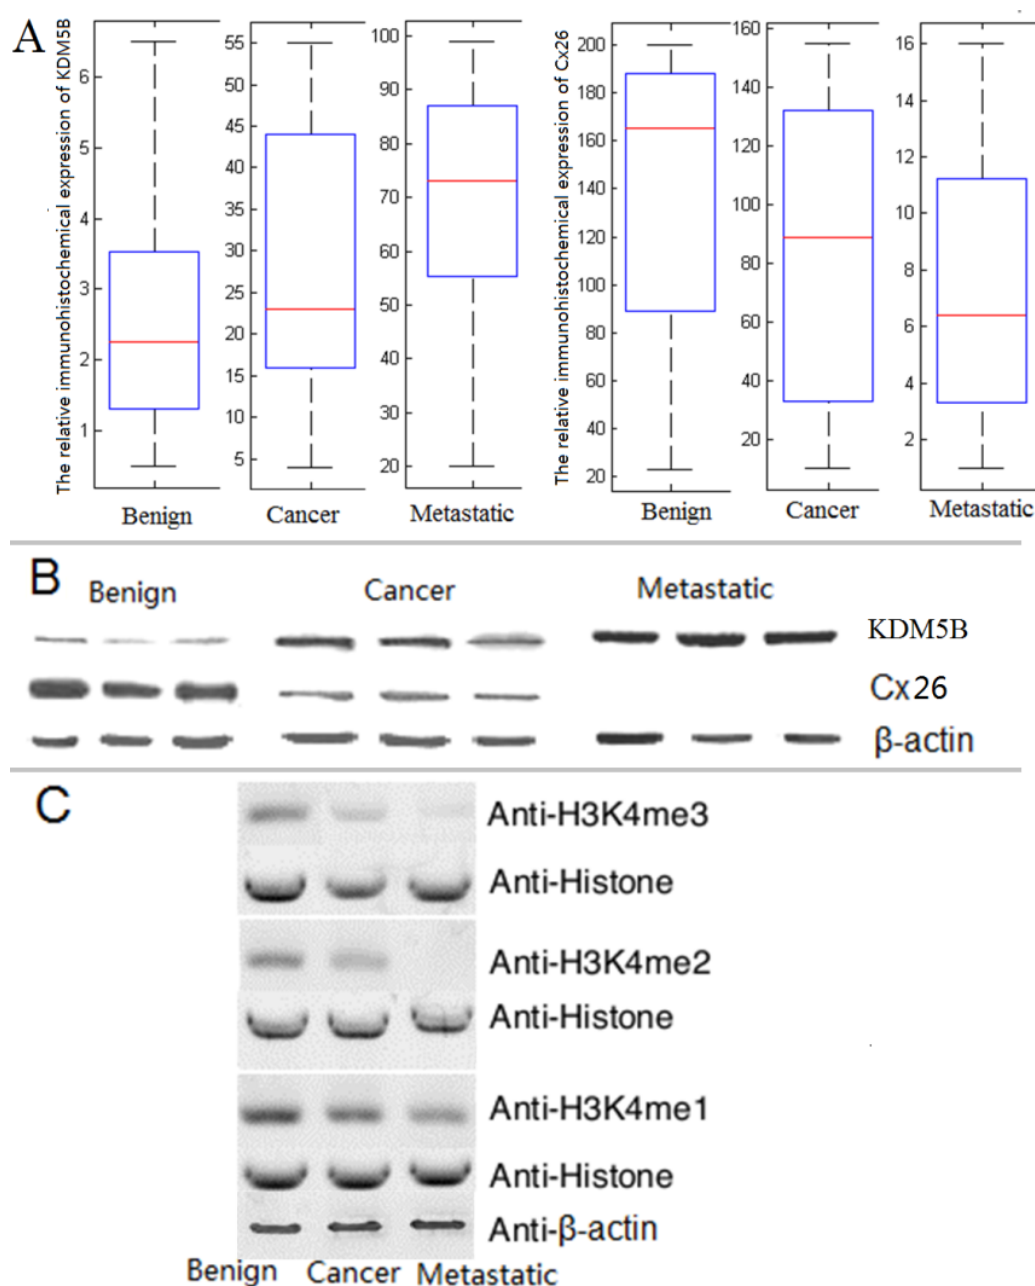 A
The relative immunohistochemical expression of KDM5B
6
5
4
3
2
1
Benign
55
50
45
40
35
30
25
20
15
10
5
Cancer
100
90
80
70
60
50
40
30
20
Metastatic
The relative immunohistochemical expression of Cx26
200
180
160
140
120
100
80
60
40
20
Benign
160
140
120
100
80
60
40
20
Cancer
16
14
12
10
8
6
4
2
Metastatic
B
Benign Cancer Metastatic
KDM5B
Cx26
β-actin
C
Anti-H3K4me3
Anti-Histone
Anti-H3K4me2
Anti-Histone
Anti-H3K4me1
Anti-Histone
Anti-β-actin
Benign Cancer Metastatic